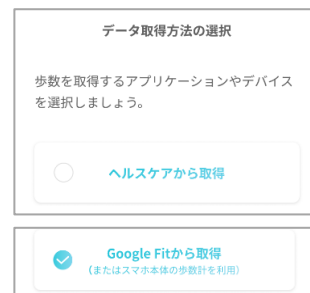 データ取得方法の選択
歩数を取得するアプリケーションやデバイス
を選択しましょう。
ヘルスケアから取得
Google Fitから取得
(またはスマホ本体の歩数計を利用)